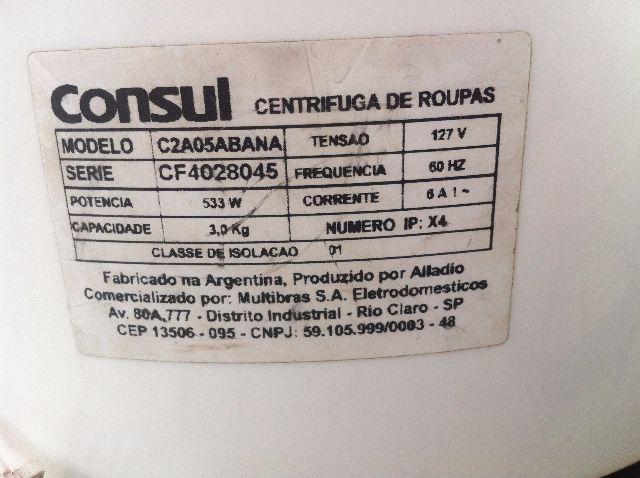 Consul CENTRIFUGA DE ROUPAS
MODELO C2A05ABANA TENSAO 127 V
SERIE CF4028045 FREQUENCIA 60 HZ
POTENCIA 533 W CORRENTE 6 A 1 ~
CAPACIDADE 3,0 Kg NUMERO IP: X4
CLASSE DE ISOLACAO 01
Fabricado na Argentina, Produzido por Alladio
Comercializado por: Multibras S.A. Eletrodomesticos
Av. 80A,777 - Distrito Industrial - Rio Claro - SP
CEP 13506 - 095 - CNPJ: 59.105.999/0003 - 48